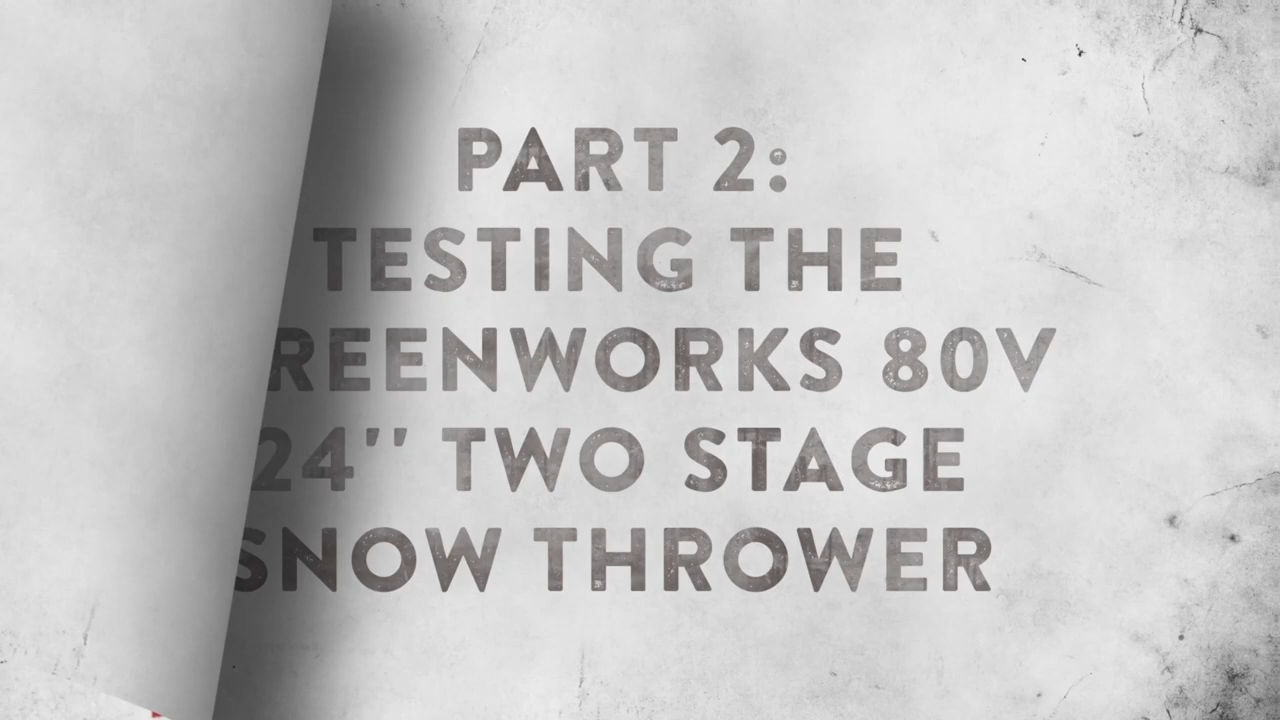 PART 2:
TESTING THE
REENWORKS 80V
24" TWO STAGE
SNOW THROWER